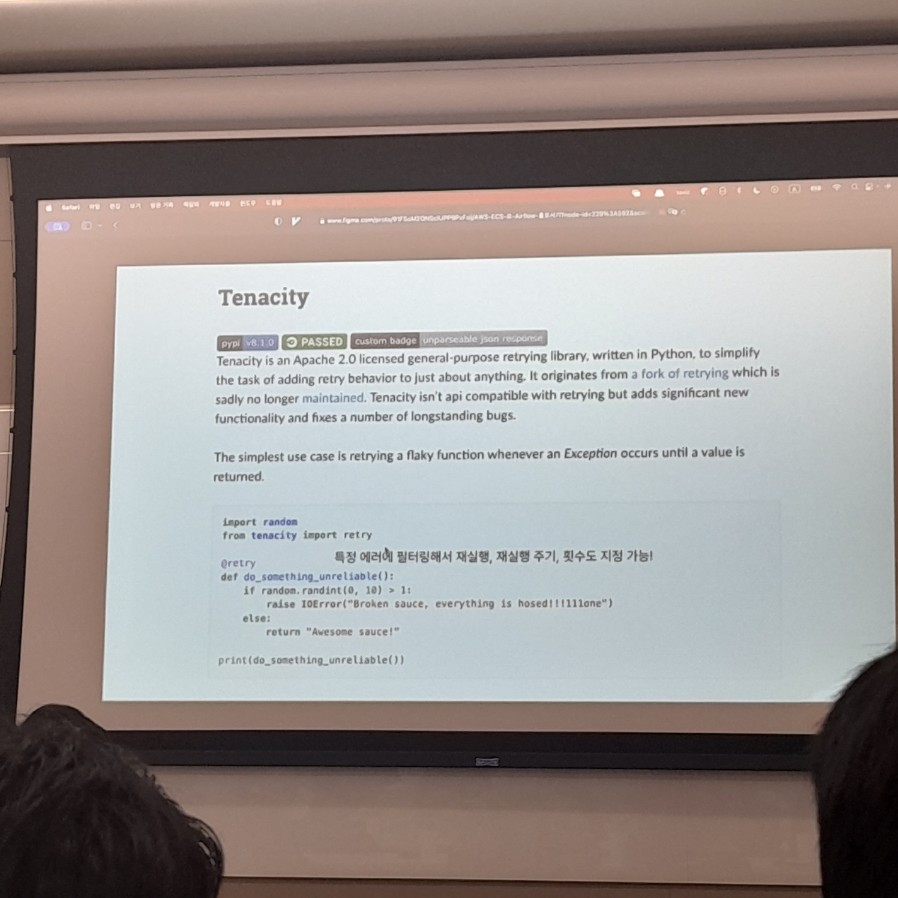 Safari
www.figma.com/proto/
Tenacity
pypi v8.1.0 PASSED custom badge unparseable json response
Tenacity is an Apache 2.0 licensed general-purpose retrying library, written in Python, to simplify
the task of adding retry behavior to just about anything. It originates from a fork of retrying which is
sadly no longer maintained. Tenacity isn't api compatible with retrying but adds significant new
functionality and fixes a number of longstanding bugs.
The simplest use case is retrying a flaky function whenever an Exception occurs until a value is
returned.
import random
from tenacity import retry
특정 에러에 필터링해서 재실행, 재실행 주기, 횟수도 지정 가능!
@retry
def do_something_unreliable():
if random.randint(0, 10) > 1:
raise IOError("Broken sauce, everything is hosed!!!111one")
else:
return "Awesome sauce!"
print(do_something_unreliable())